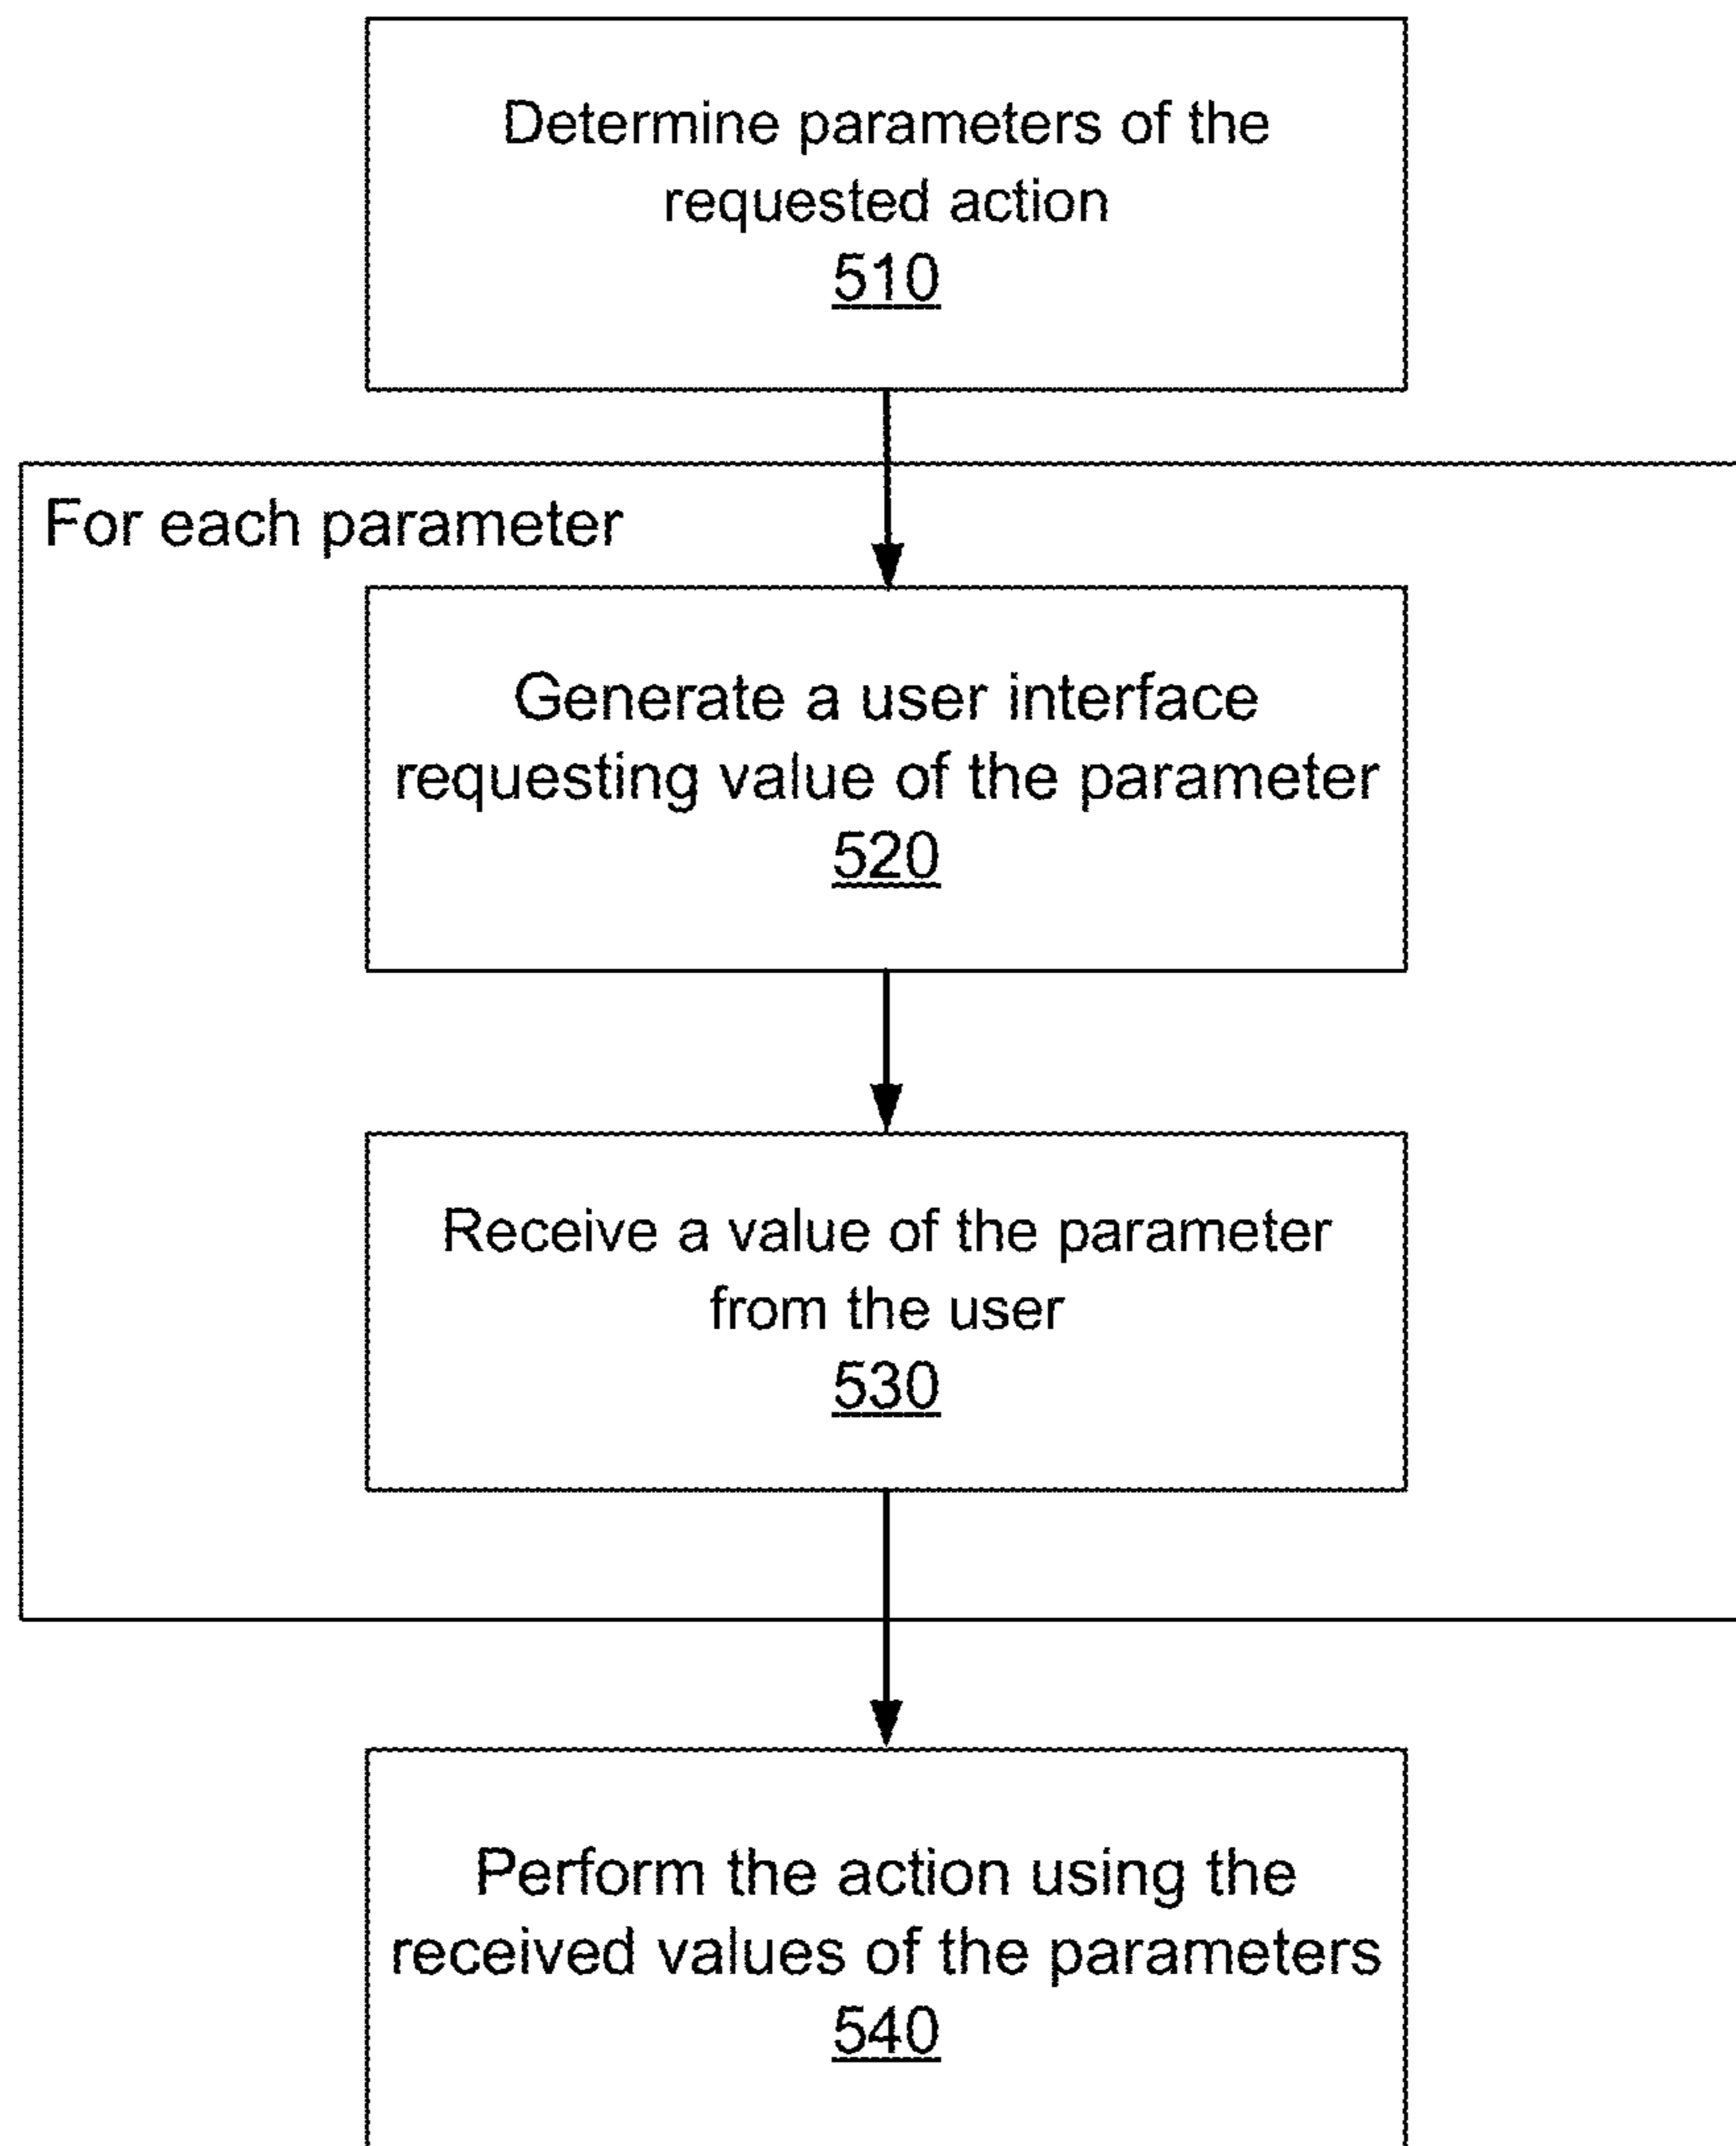 Determine parameters of the
requested action
510
For each parameter
Generate a user interface
requesting value of the parameter
520
Receive a value of the parameter
from the user
530
Perform the action using the
received values of the parameters
540